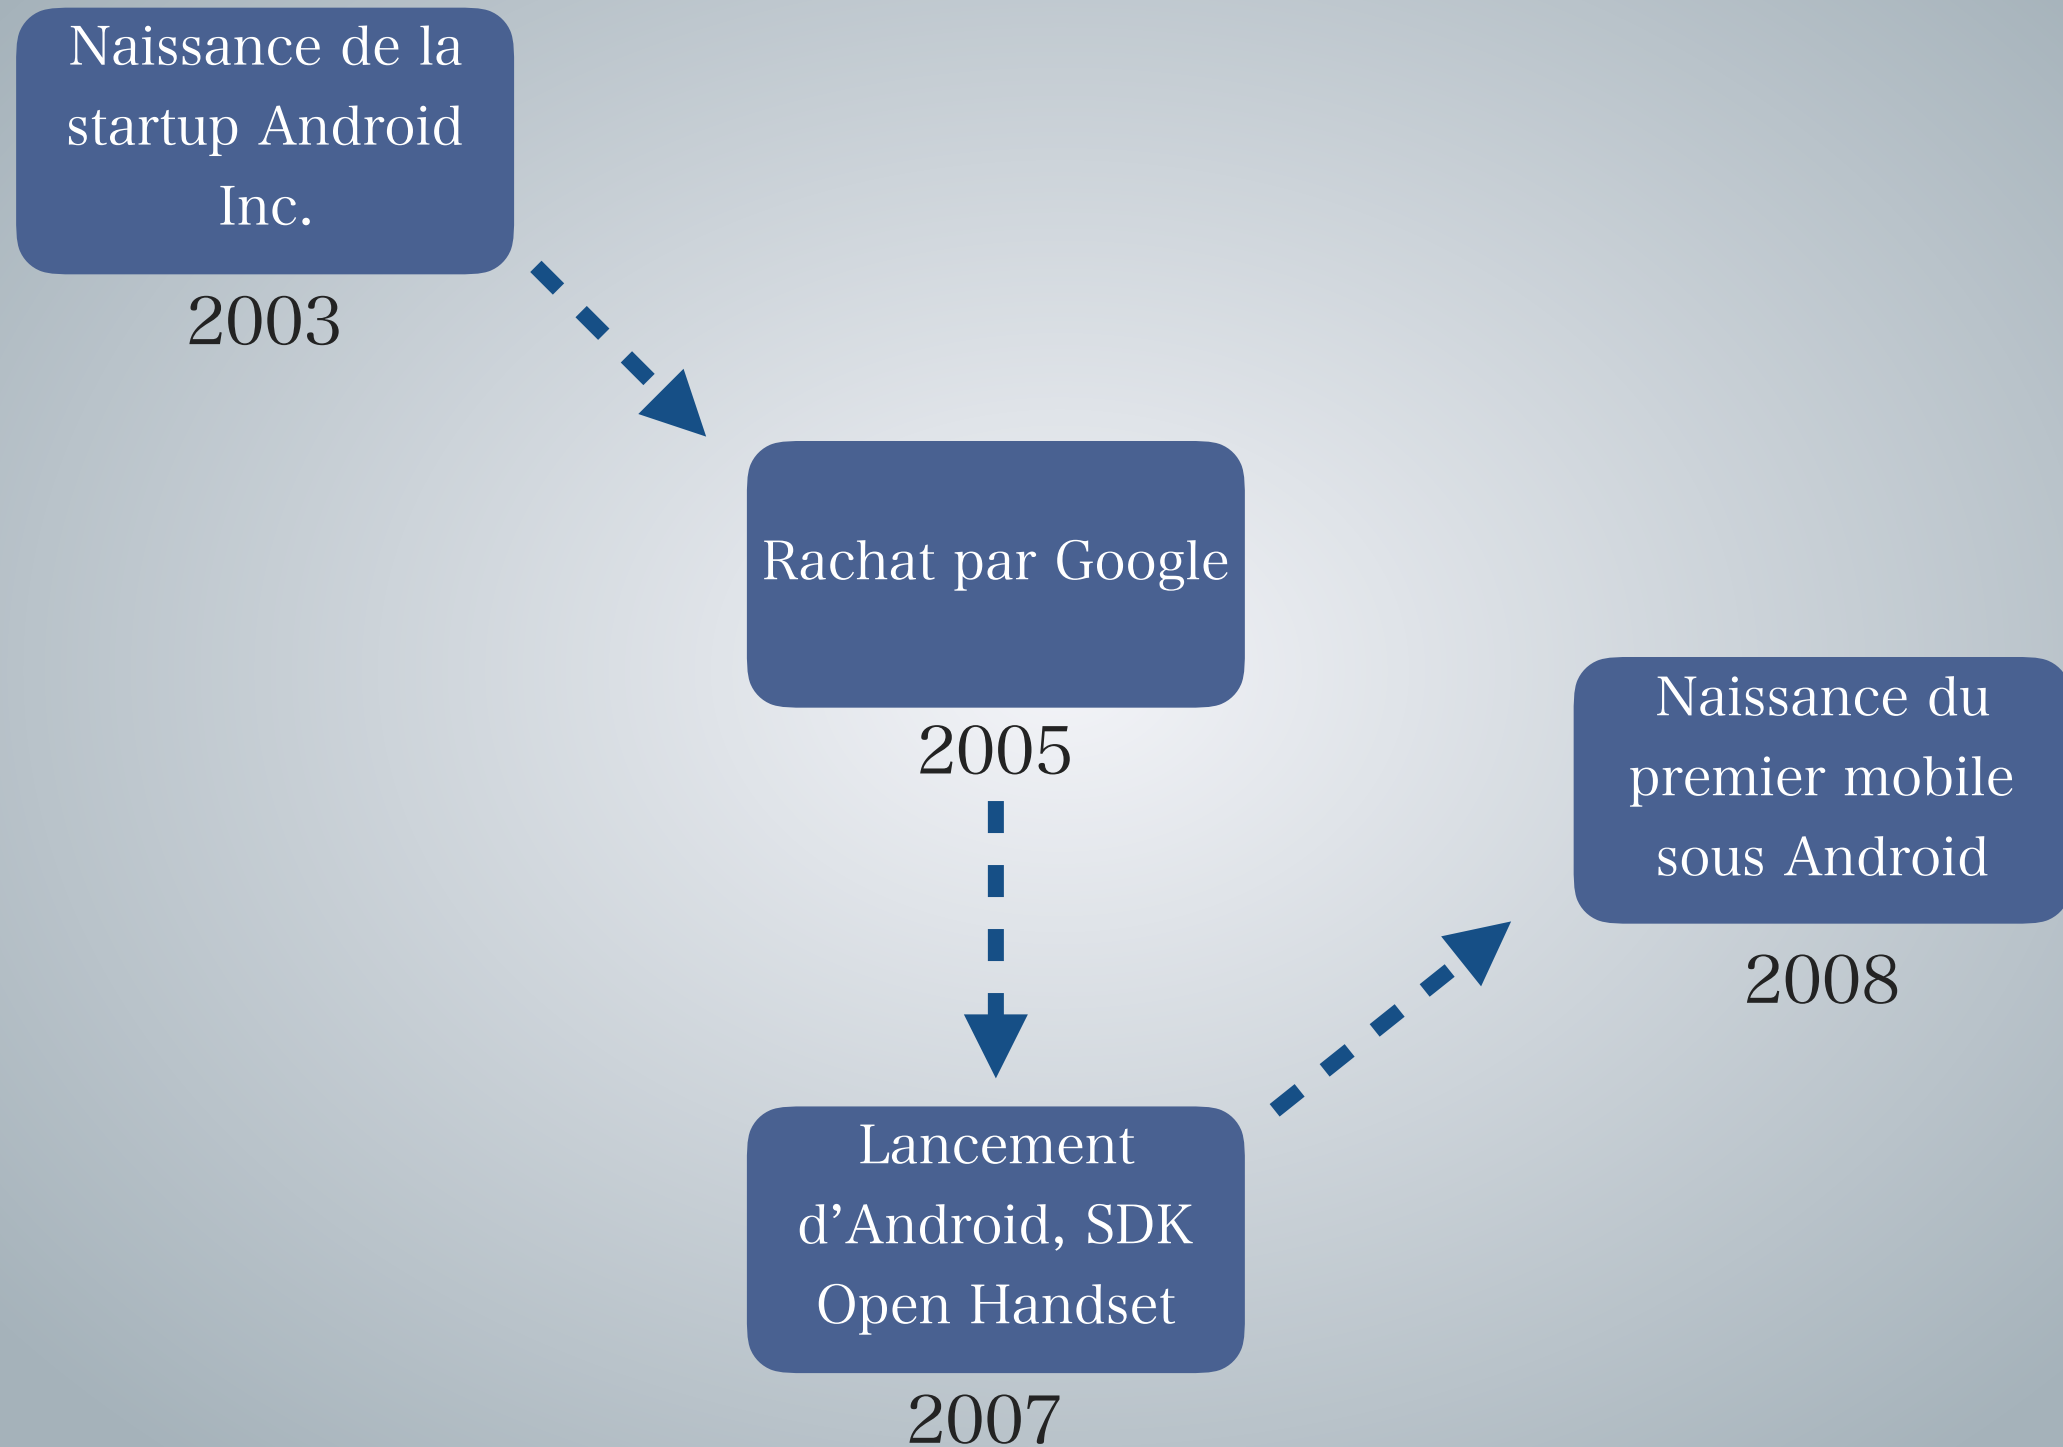 Naissance de la
startup Android
Inc.
2003
Rachat par Google
2005
Lancement
d’Android, SDK
Open Handset
2007
Naissance du
premier mobile
sous Android
2008